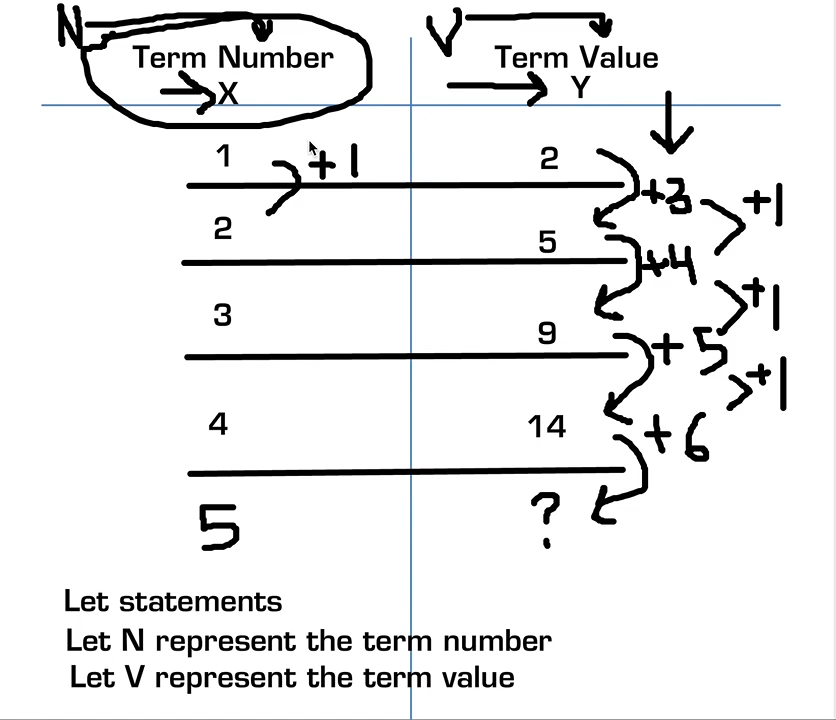 N V
Term Number Term Value
X Y
1 +1 2
+3 +1
2 5
+4 +1
3 9
+5 +1
4 14
+6
5 ?
Let statements
Let N represent the term number
Let V represent the term value